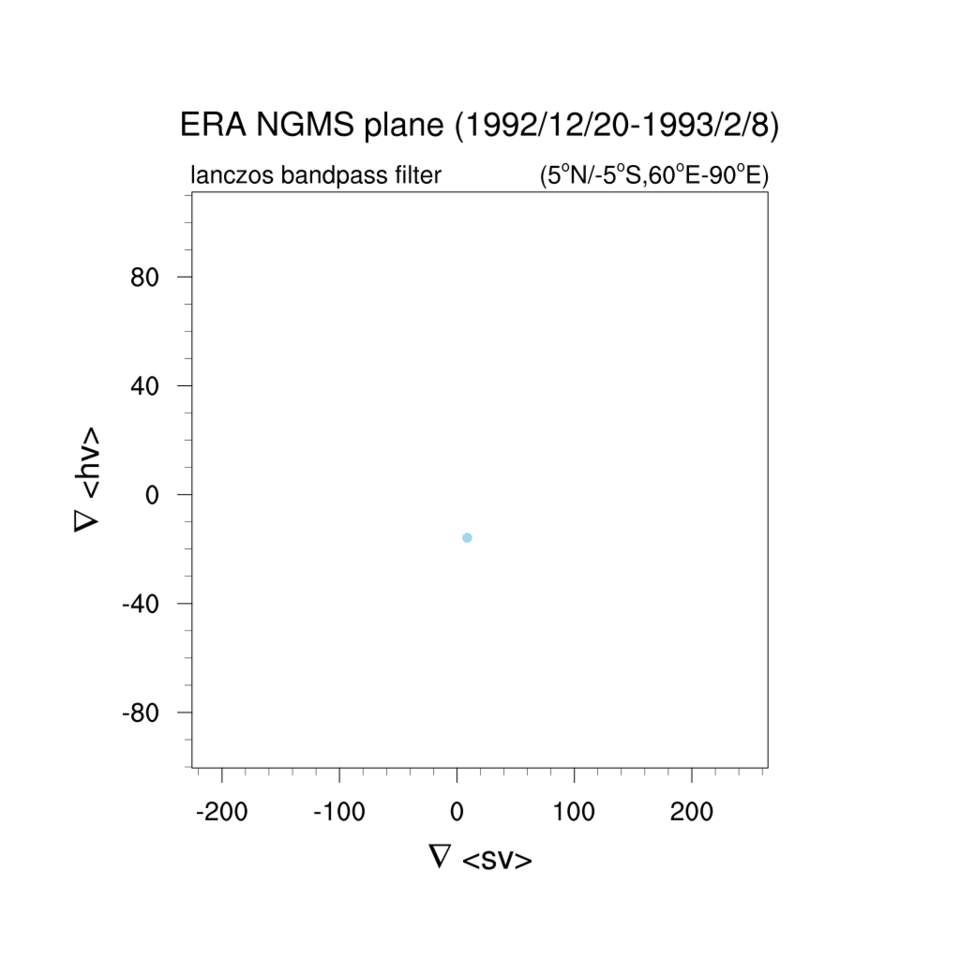 ERA NGMS plane (1992/12/20-1993/2/8)
lanczos bandpass filter (5°N/-5°S,60°E-90°E)
80
40
0
-40
-80
∇ <hv>
-200 -100 0 100 200
∇ <sv>